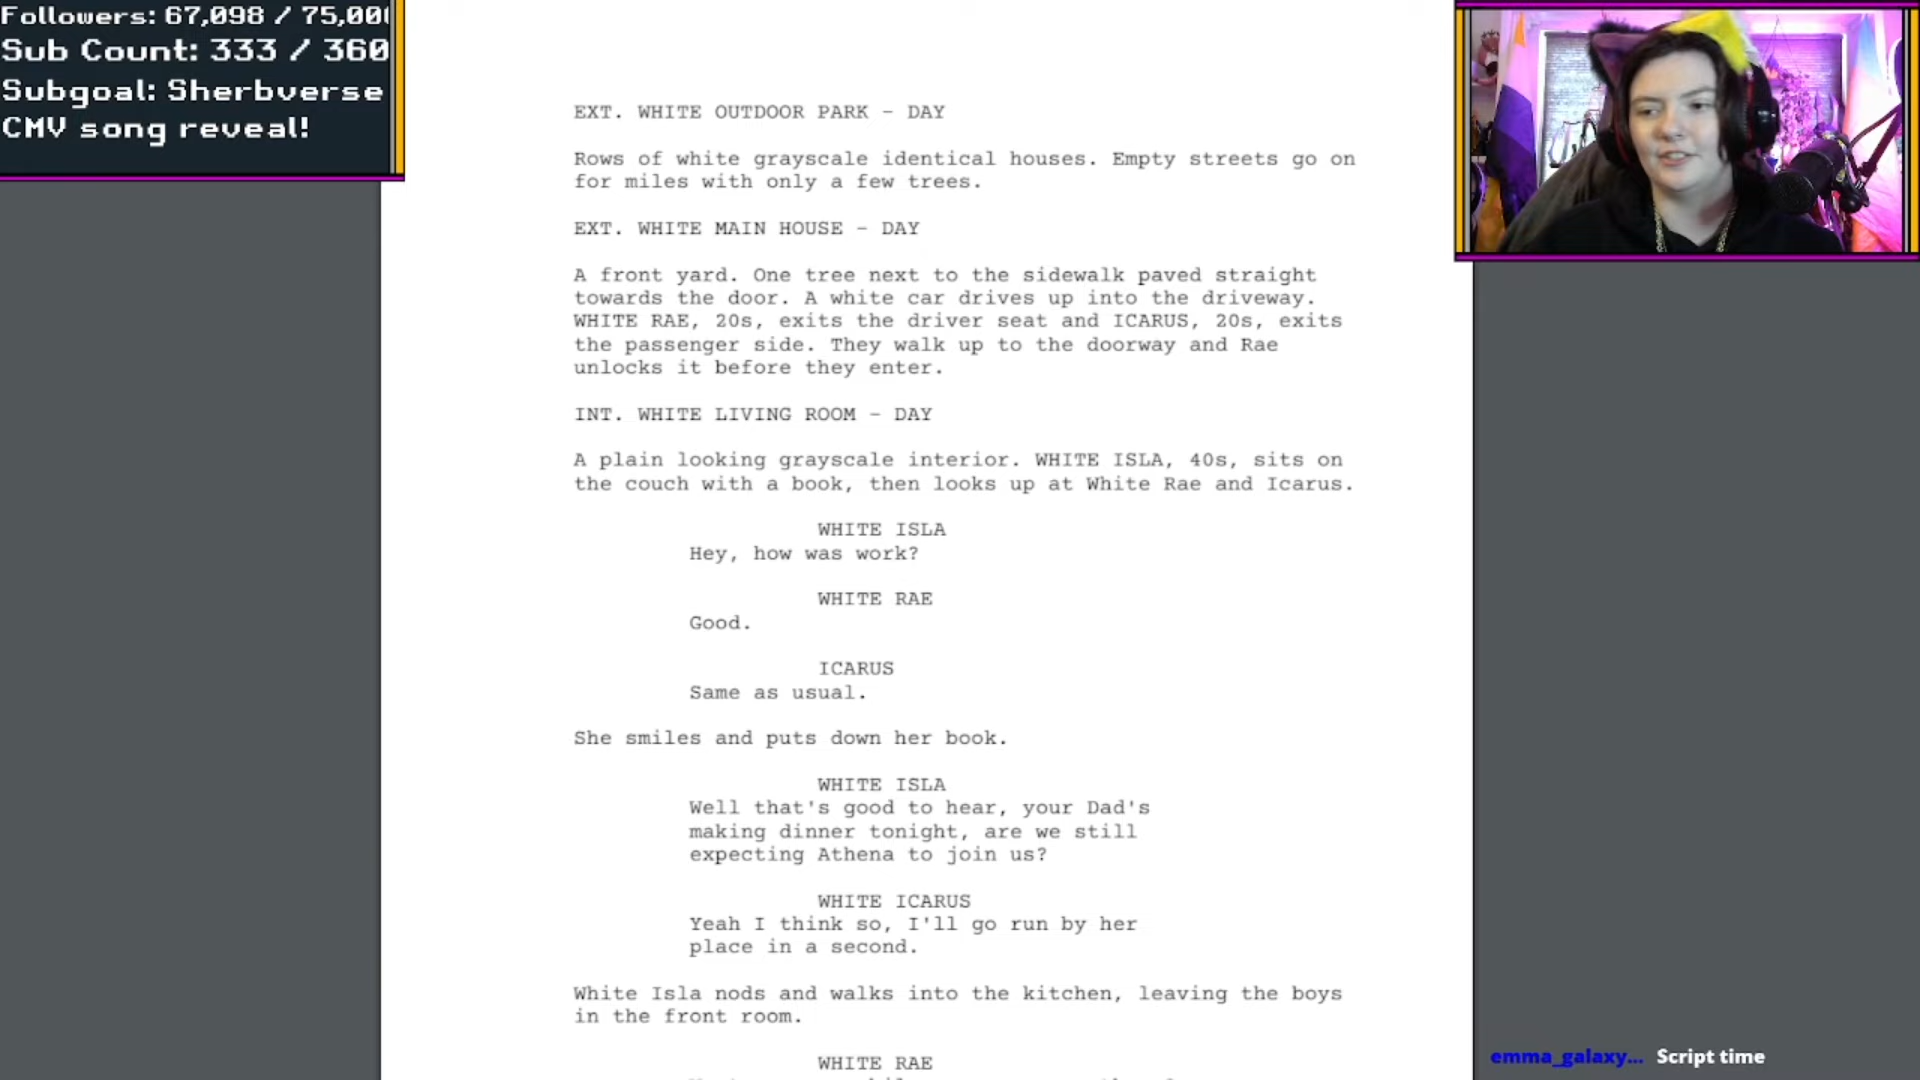 Followers: 67,098 / 75,00
Sub Count: 333 / 360
Subgoal: Sherbverse
CMV song reveal!
EXT. WHITE OUTDOOR PARK - DAY
Rows of white grayscale identical houses. Empty streets go on
for miles with only a few trees.
EXT. WHITE MAIN HOUSE - DAY
A front yard. One tree next to the sidewalk paved straight
towards the door. A white car drives up into the driveway.
WHITE RAE, 20s, exits the driver seat and ICARUS, 20s, exits
the passenger side. They walk up to the doorway and Rae
unlocks it before they enter.
INT. WHITE LIVING ROOM - DAY
A plain looking grayscale interior. WHITE ISLA, 40s, sits on
the couch with a book, then looks up at White Rae and Icarus.
WHITE ISLA
Hey, how was work?
WHITE RAE
Good.
ICARUS
Same as usual.
She smiles and puts down her book.
WHITE ISLA
Well that's good to hear, your Dad's
making dinner tonight, are we still
expecting Athena to join us?
WHITE ICARUS
Yeah I think so, I'll go run by her
place in a second.
White Isla nods and walks into the kitchen, leaving the boys
in the front room.
WHITE RAE
emma_galaxy... Script time